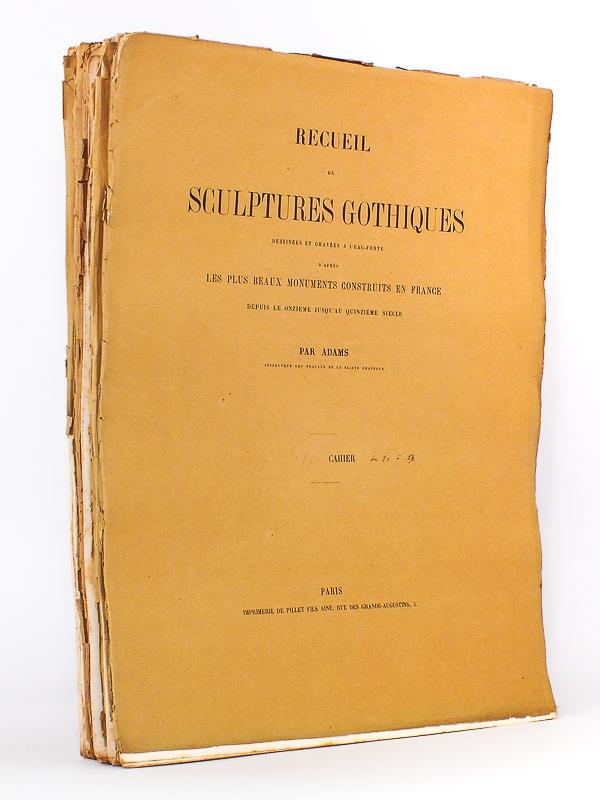 RECUEIL
DE
SCULPTURES GOTHIQUES
DESSINÉES ET GRAVÉES A L'EAU-FORTE
D'APRÈS
LES PLUS BEAUX MONUMENTS CONSTRUITS EN FRANCE
DEPUIS LE ONZIEME JUSQU'AU QUINZIÈME SIÈCLE
PAR ADAMS
INSPECTEUR DES TRAVAUX DE LA SAINTE CHAPELLE
CAHIER
PARIS
IMPRIMERIE DE PILLET FILS AINÉ, RUE DES GRANDS-AUGUSTINS, 5.